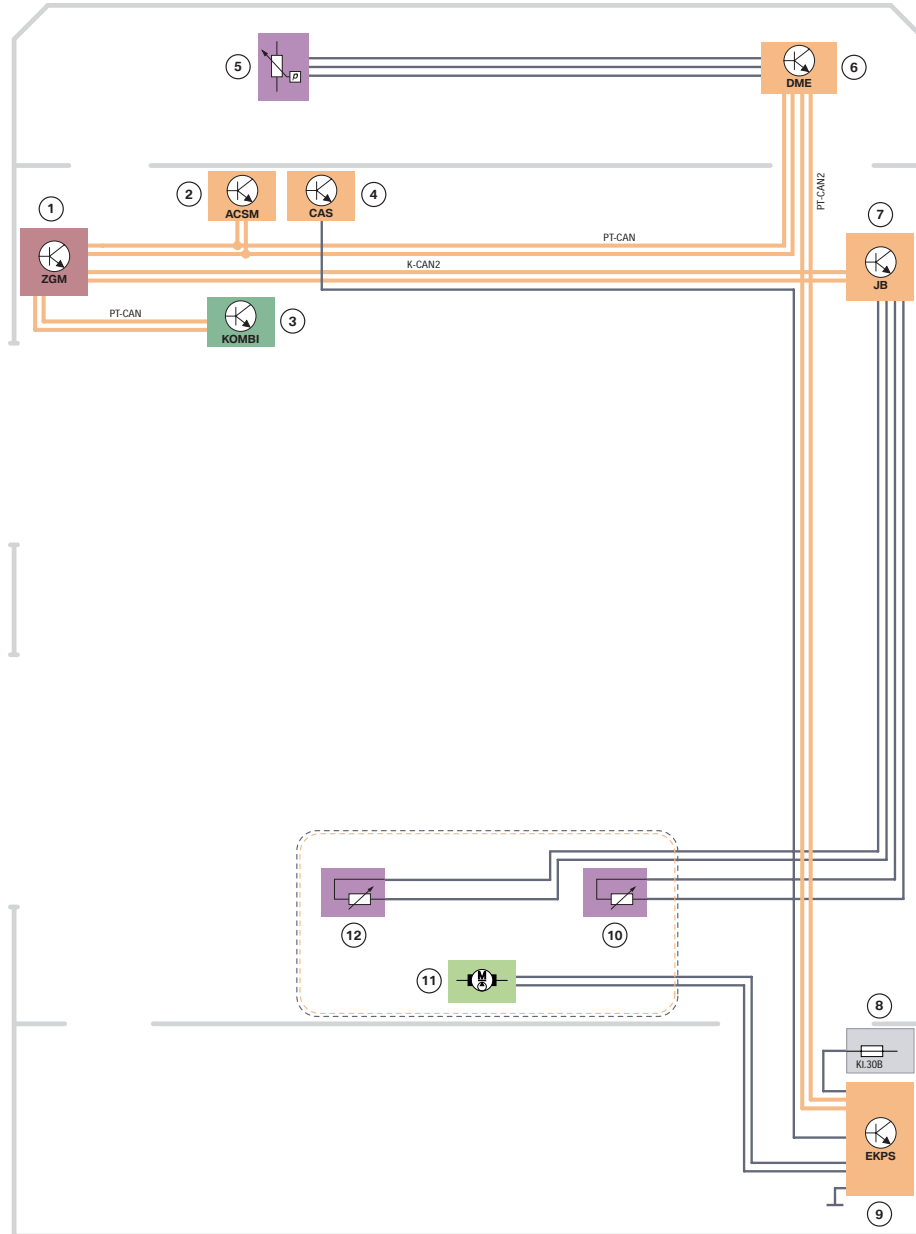 5
p
DME
6
PT-CAN2
2
ACSM
CAS
4
1
ZGM
PT-CAN
K-CAN2
7
JB
PT-CAN
KOMBI
3
12
10
11
M
8
Kl.30B
EKPS
9